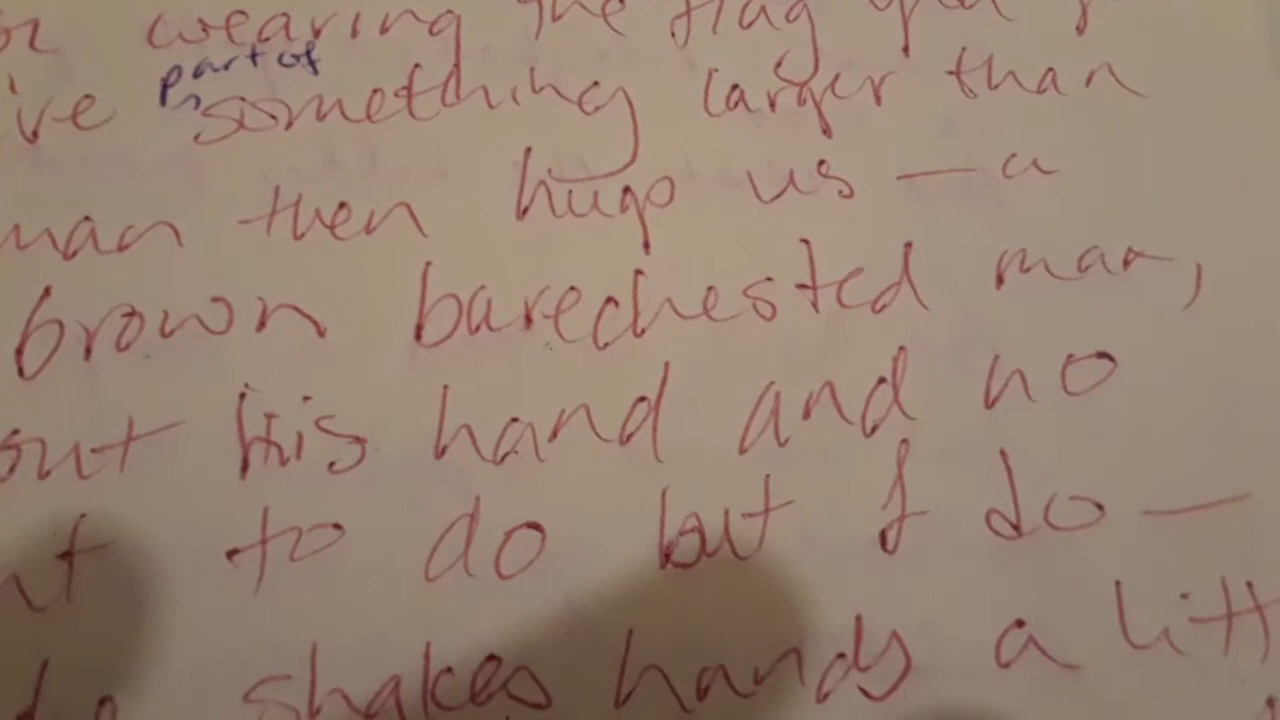 wearing the flag
part of
something larger than
man then hugs us — a
brown barechested man,
out his hand and no
to do but I do —
shakes hands a